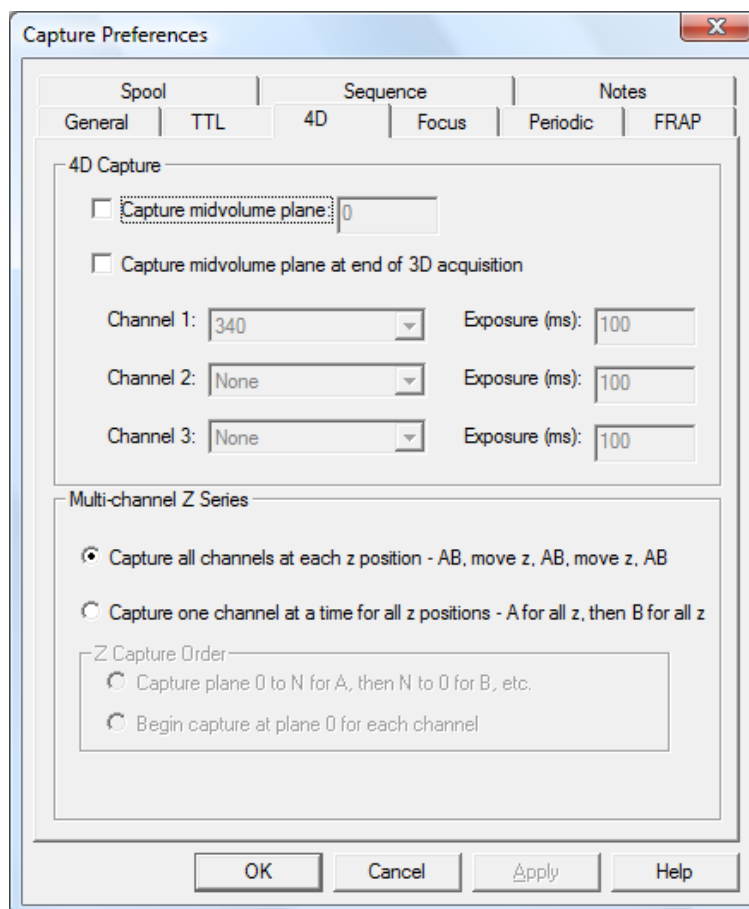 Capture Preferences
Spool Sequence Notes
General TTL 4D Focus Periodic FRAP
4D Capture
Capture midvolume plane: 0
Capture midvolume plane at end of 3D acquisition
Channel 1: 340 Exposure (ms): 100
Channel 2: None Exposure (ms): 100
Channel 3: None Exposure (ms): 100
Multi-channel Z Series
Capture all channels at each z position - AB, move z, AB, move z, AB
Capture one channel at a time for all z positions - A for all z, then B for all z
Z Capture Order
Capture plane 0 to N for A, then N to 0 for B, etc.
Begin capture at plane 0 for each channel
OK Cancel Apply Help